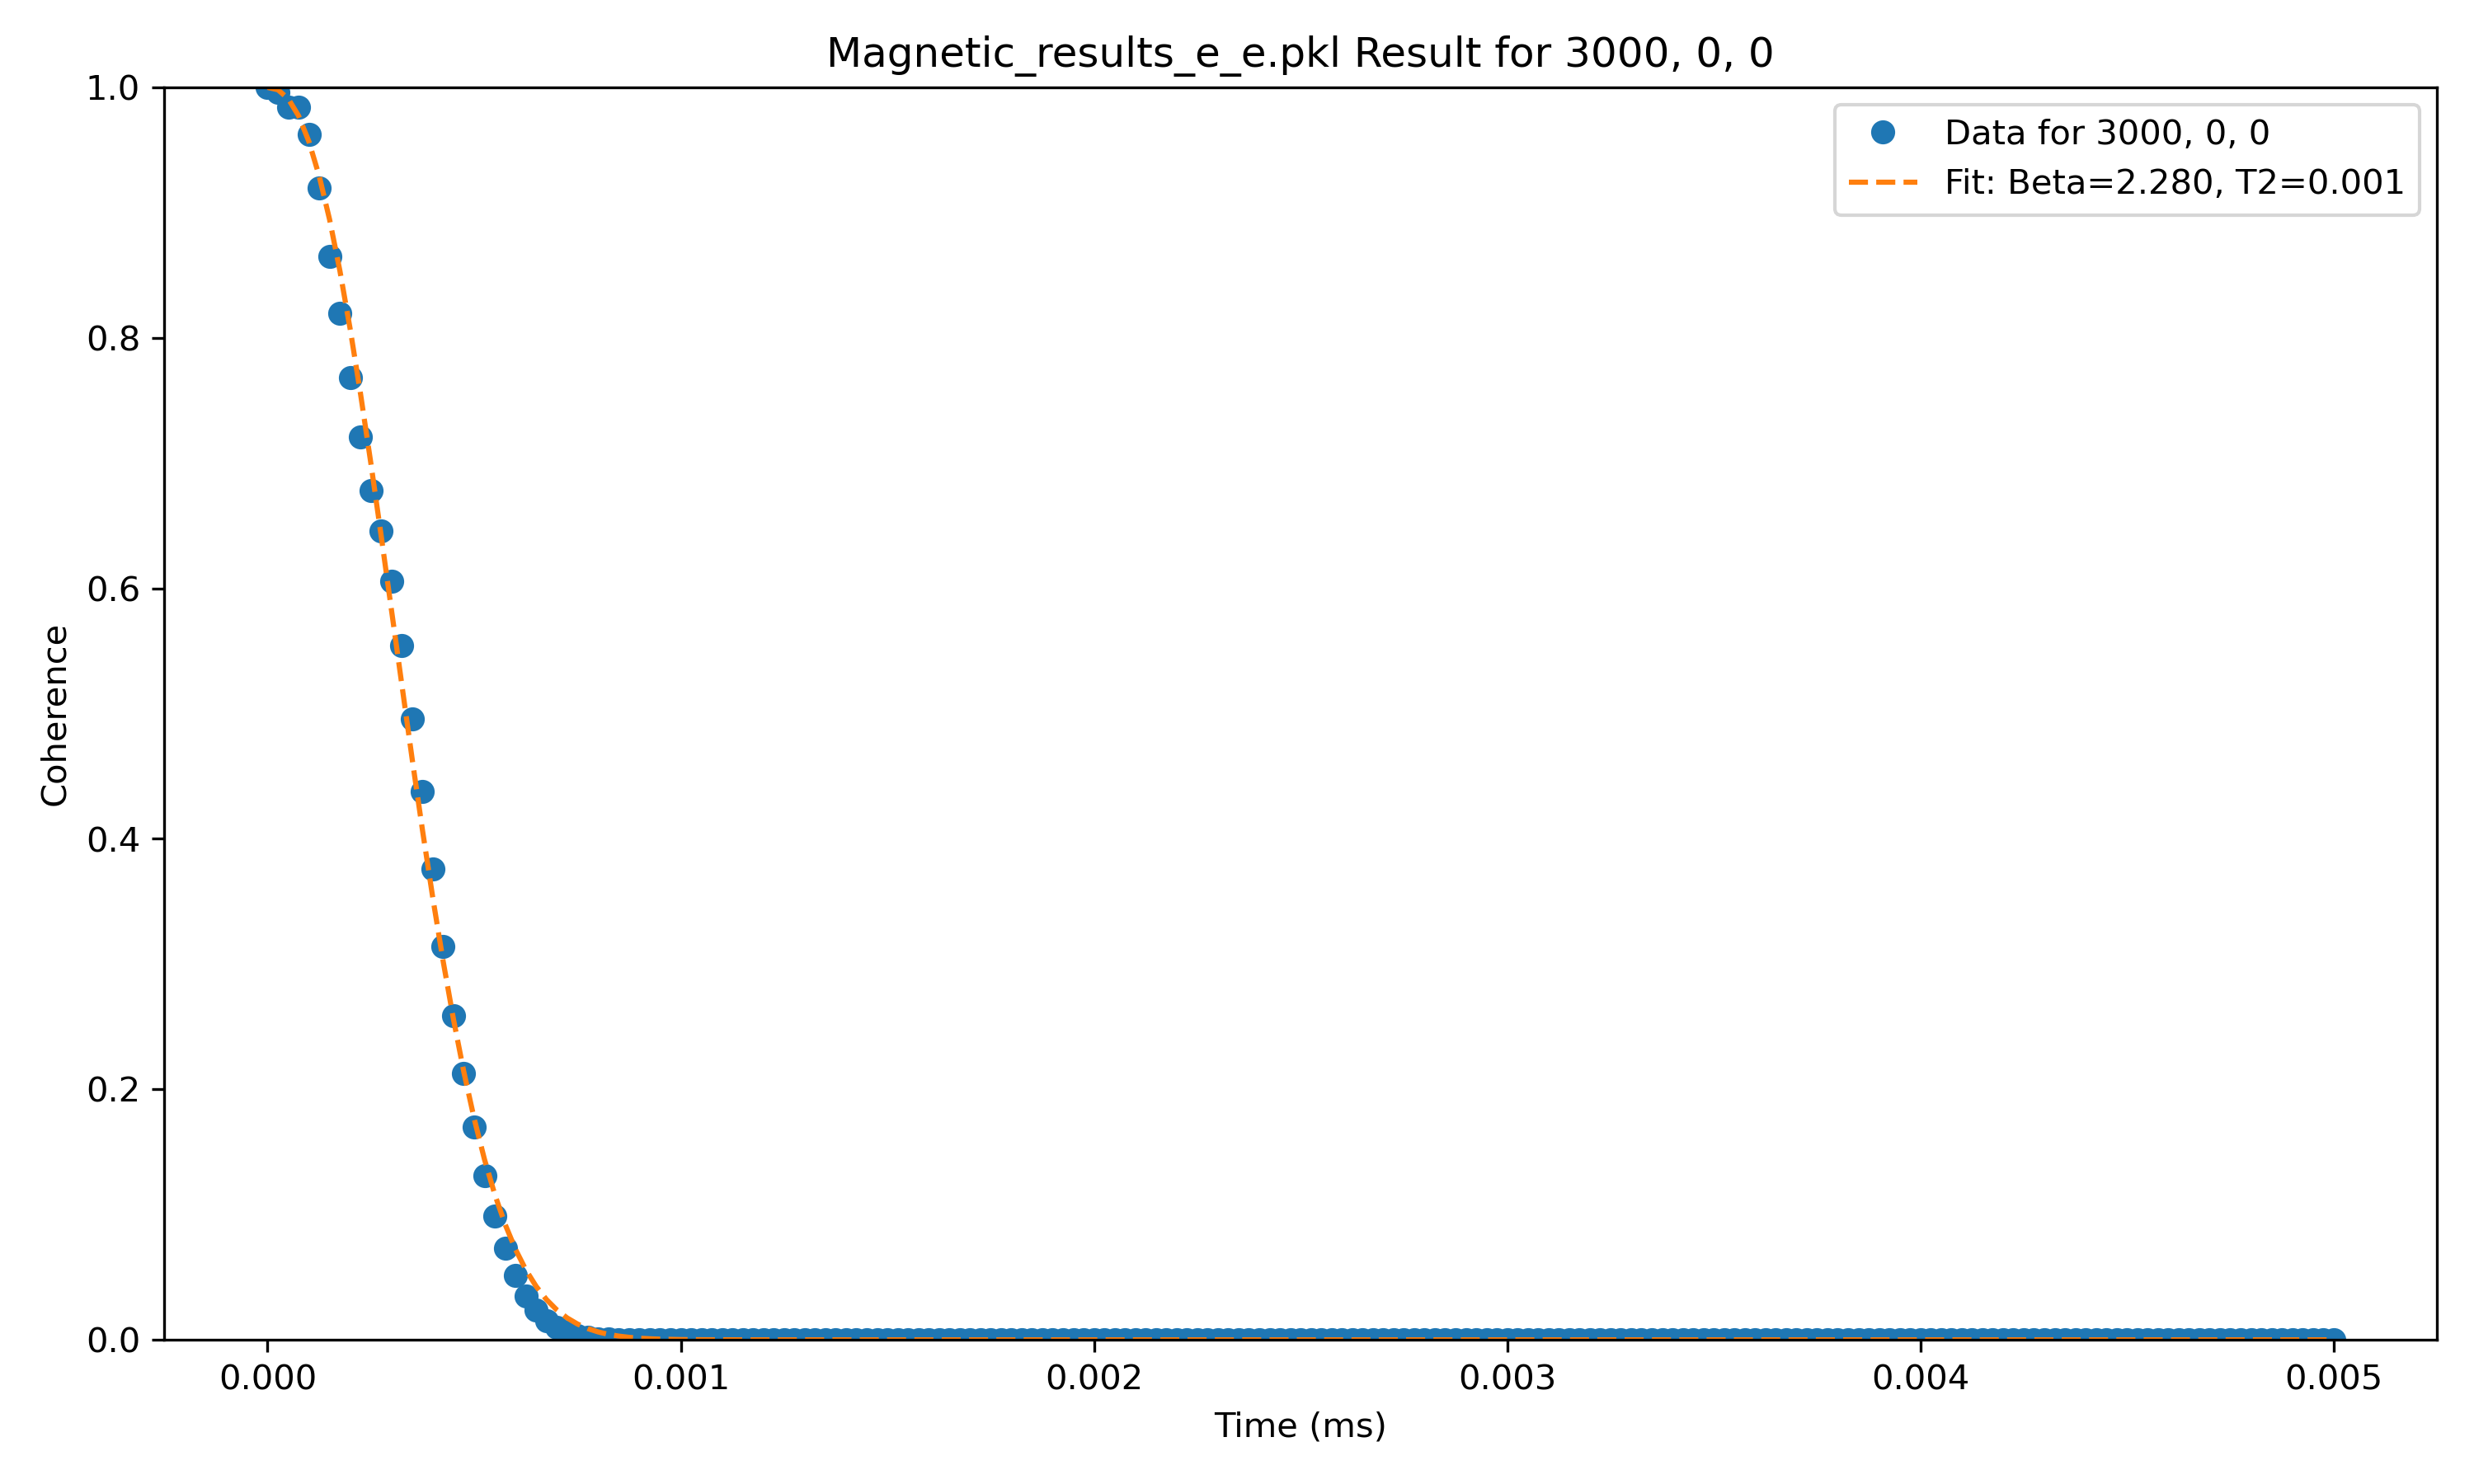 Magnetic_results_e_e.pkl Result for 3000, 0, 0
Data for 3000, 0, 0
Fit: Beta=2.280, T2=0.001
Coherence
1.0
0.8
0.6
0.4
0.2
0.0
0.000 0.001 0.002 0.003 0.004 0.005
Time (ms)